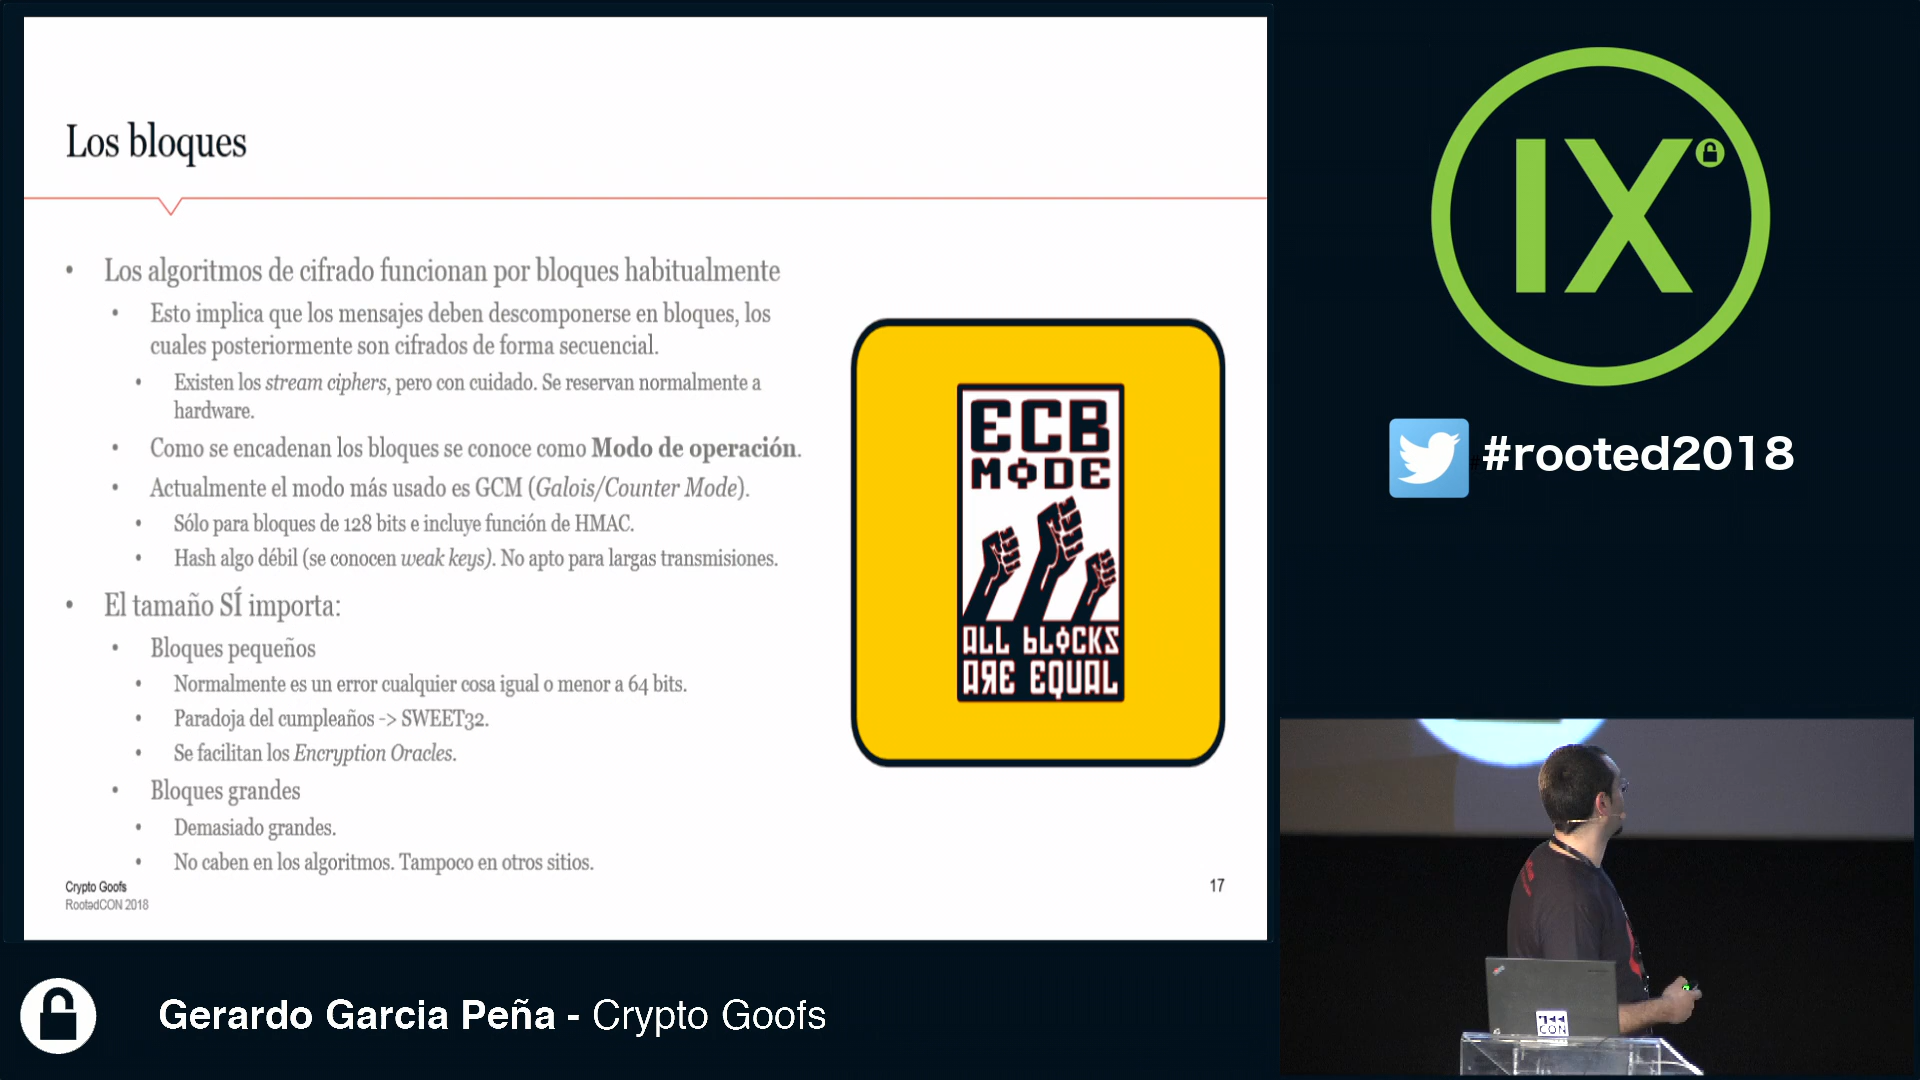 Los bloques
• Los algoritmos de cifrado funcionan por bloques habitualmente
• Esto implica que los mensajes deben descomponerse en bloques, los
cuales posteriormente son cifrados de forma secuencial.
• Existen los stream ciphers, pero con cuidado. Se reservan normalmente a
hardware.
• Como se encadenan los bloques se conoce como Modo de operación.
• Actualmente el modo más usado es GCM (Galois/Counter Mode).
• Sólo para bloques de 128 bits e incluye función de HMAC.
• Hash algo débil (se conocen weak keys). No apto para largas transmisiones.
• El tamaño SÍ importa:
• Bloques pequeños
• Normalmente es un error cualquier cosa igual o menor a 64 bits.
• Paradoja del cumpleaños -> SWEET32.
• Se facilitan los Encryption Oracles.
• Bloques grandes
• Demasiado grandes.
• No caben en los algoritmos. Tampoco en otros sitios.
Crypto Goofs
RootedCON 2018
17
ECB
MODE
ALL BLOCKS
ARE EQUAL
IX
#rooted2018
CON
Gerardo Garcia Peña - Crypto Goofs